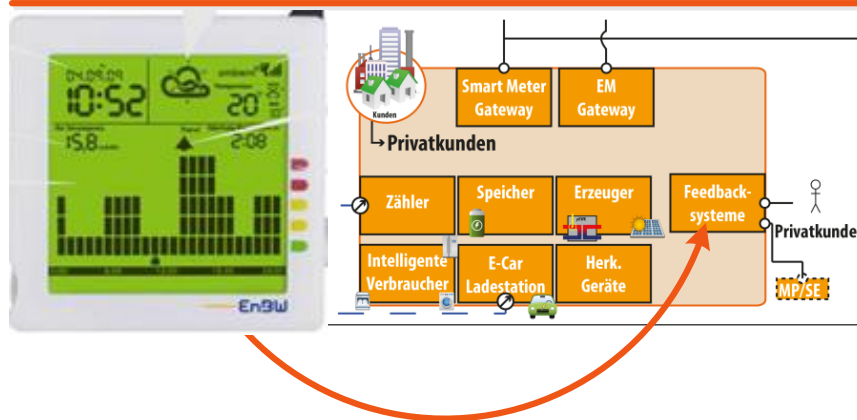 04.09.09
10:52
20°
15,8
2:08
EnBW
Kunden
Privatkunden
Smart Meter
Gateway
EM
Gateway
Zähler
Speicher
Erzeuger
Feedback-
systeme
Intelligente
Verbraucher
E-Car
Ladestation
Herk.
Geräte
Privatkunde
MP/SE